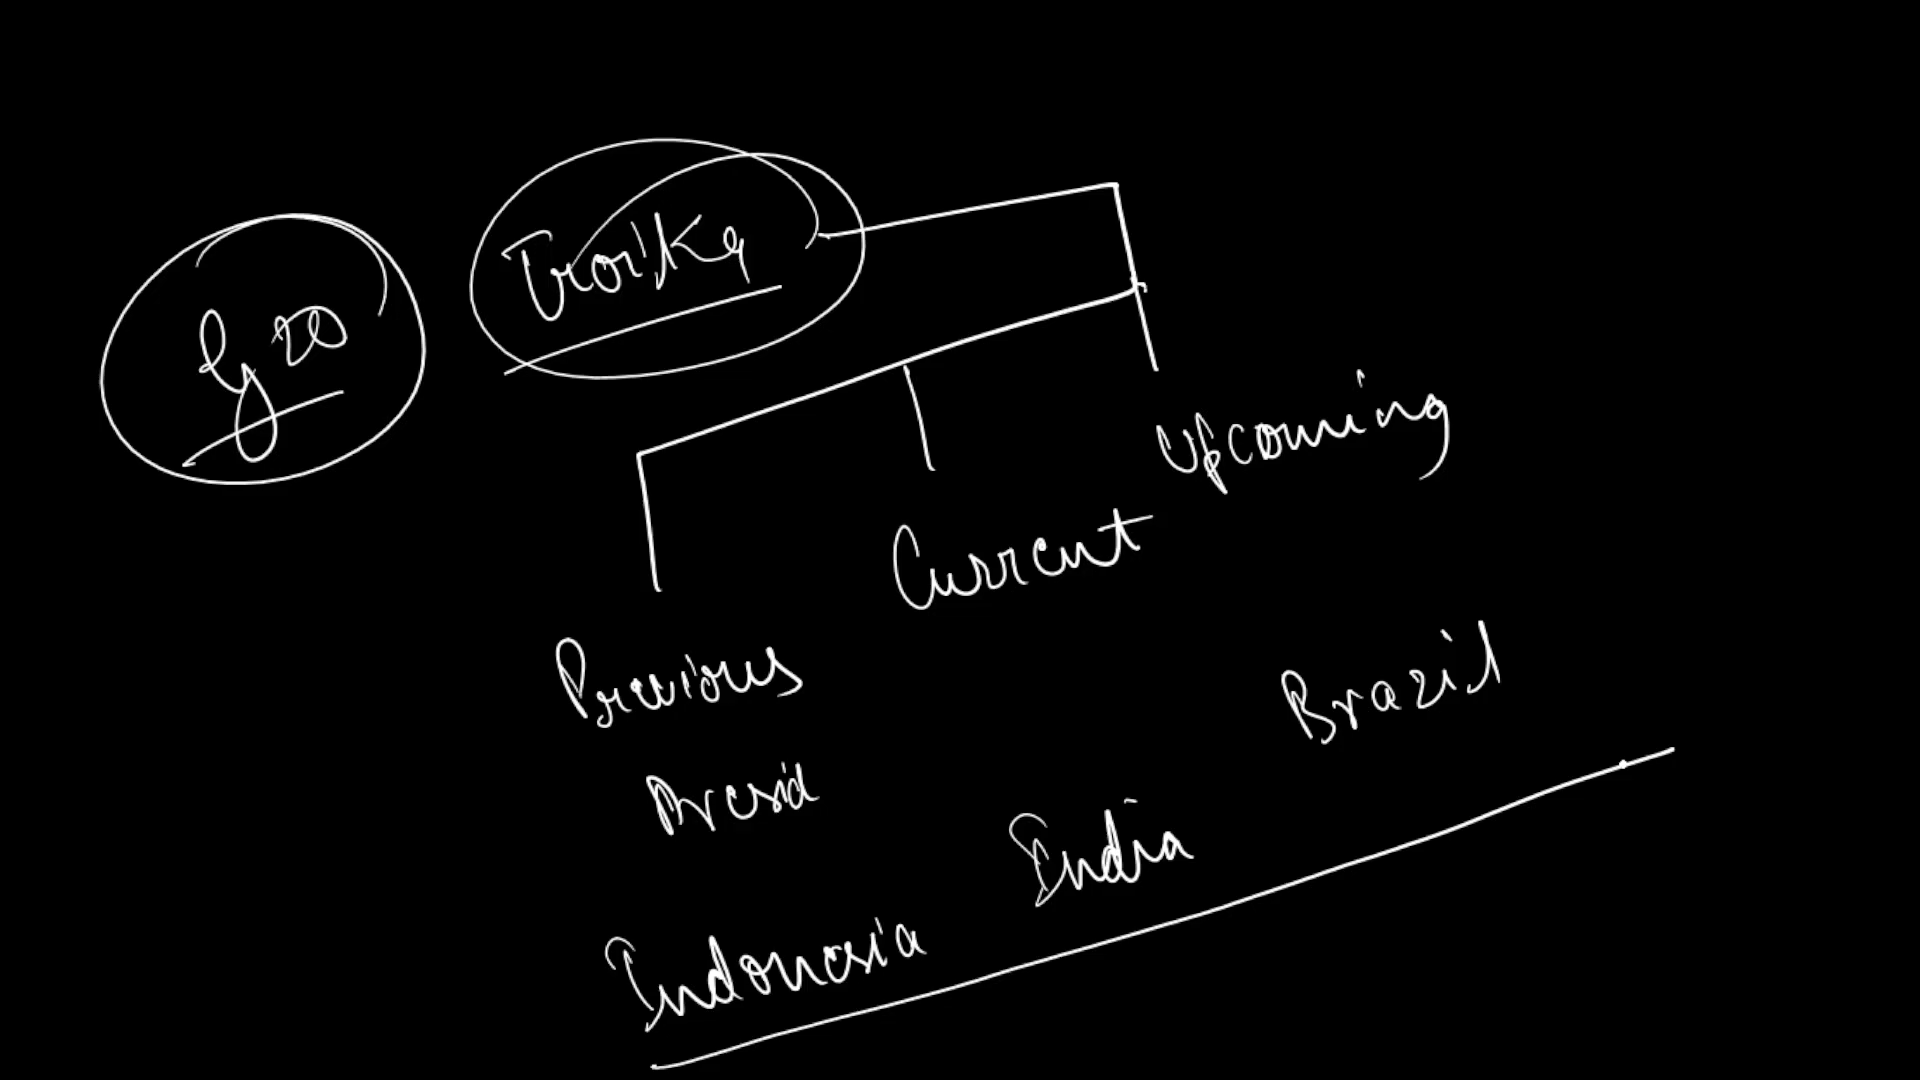 G20
Troika
Upcoming
Current
Previous
Presid
Brazil
India
Indonesia